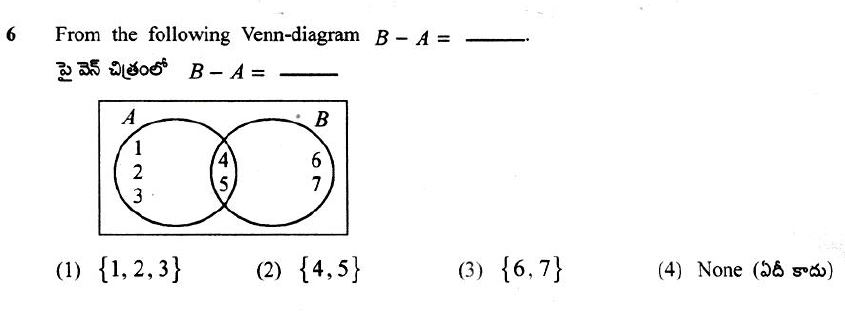 6 From the following Venn-diagram B – A = ______.
పై వెన్ చిత్రంలో B – A = ______
A B
1
2
3
4
5
6
7
(1) {1, 2, 3} (2) {4, 5} (3) {6, 7} (4) None (ఏదీ కాదు)